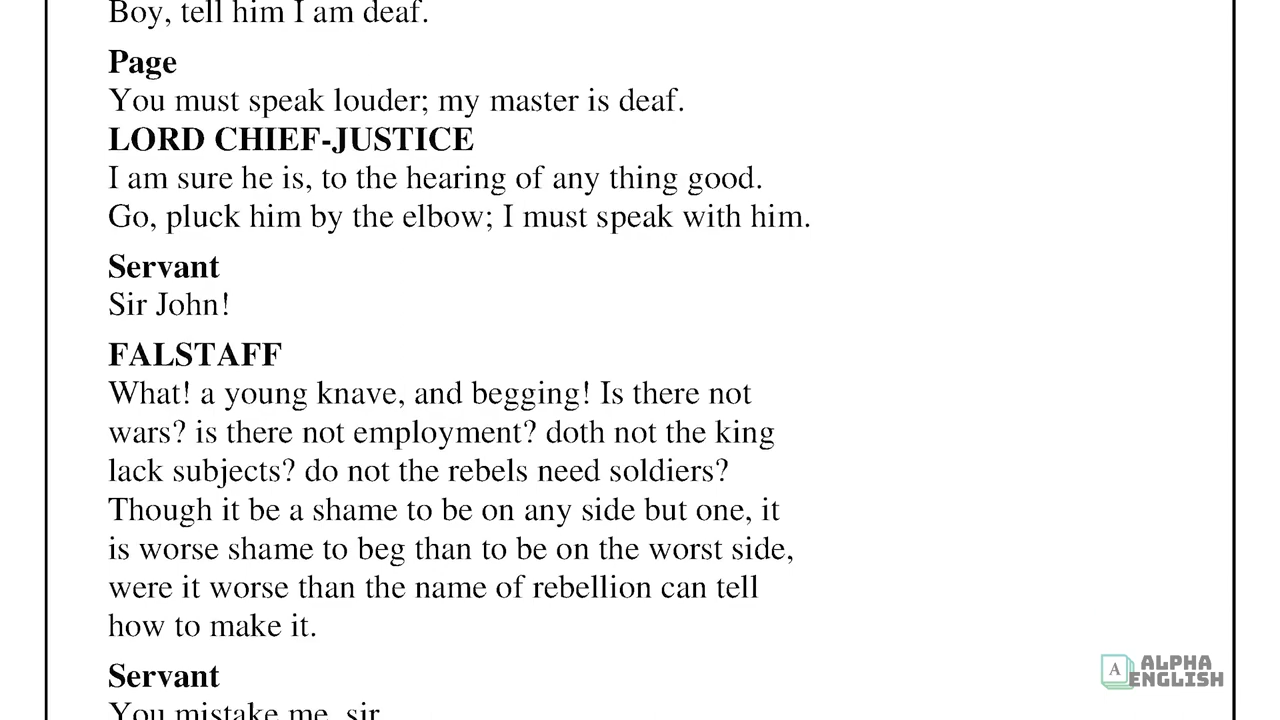 Boy, tell him I am deaf.
Page
You must speak louder; my master is deaf.
LORD CHIEF-JUSTICE
I am sure he is, to the hearing of any thing good.
Go, pluck him by the elbow; I must speak with him.
Servant
Sir John!
FALSTAFF
What! a young knave, and begging! Is there not
wars? is there not employment? doth not the king
lack subjects? do not the rebels need soldiers?
Though it be a shame to be on any side but one, it
is worse shame to beg than to be on the worst side,
were it worse than the name of rebellion can tell
how to make it.
Servant
You mistake me, sir
A ALPHA
ENGLISH